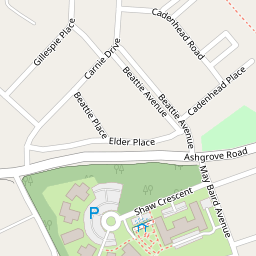 Cadenhead Road
Gillespie Place
Carnie Drive
Beattie Avenue
Cadenhead Place
Beattie Avenue
Beattie Place
Elder Place
Ashgrove Road
May Baird Avenue
Shaw Crescent
P